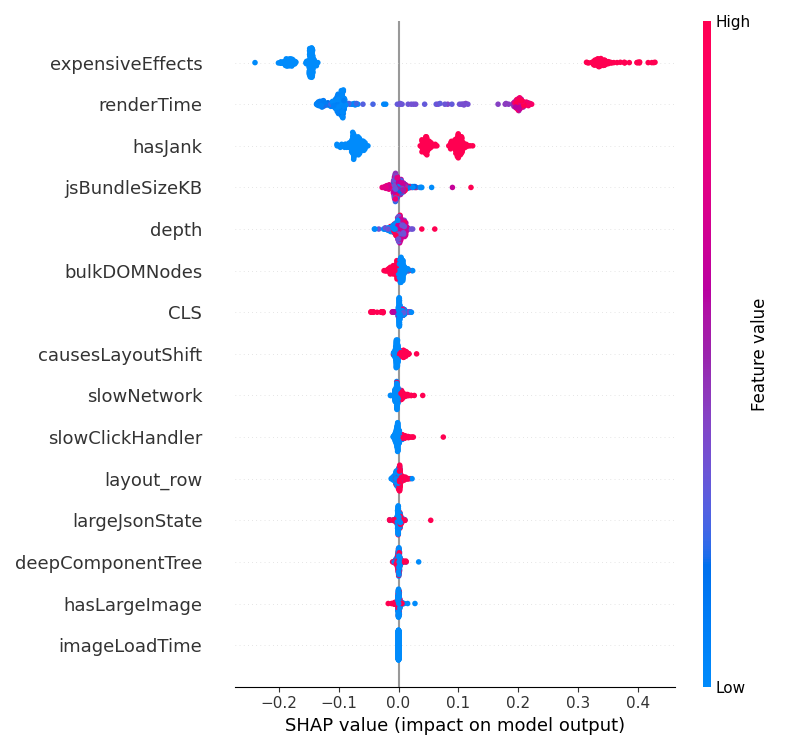 High
expensiveEffects
renderTime
hasJank
jsBundleSizeKB
depth
bulkDOMNodes
CLS
causesLayoutShift
slowNetwork
slowClickHandler
layout_row
largeJsonState
deepComponentTree
hasLargeImage
imageLoadTime
Feature value
Low
−0.2 −0.1 0.0 0.1 0.2 0.3 0.4
SHAP value (impact on model output)